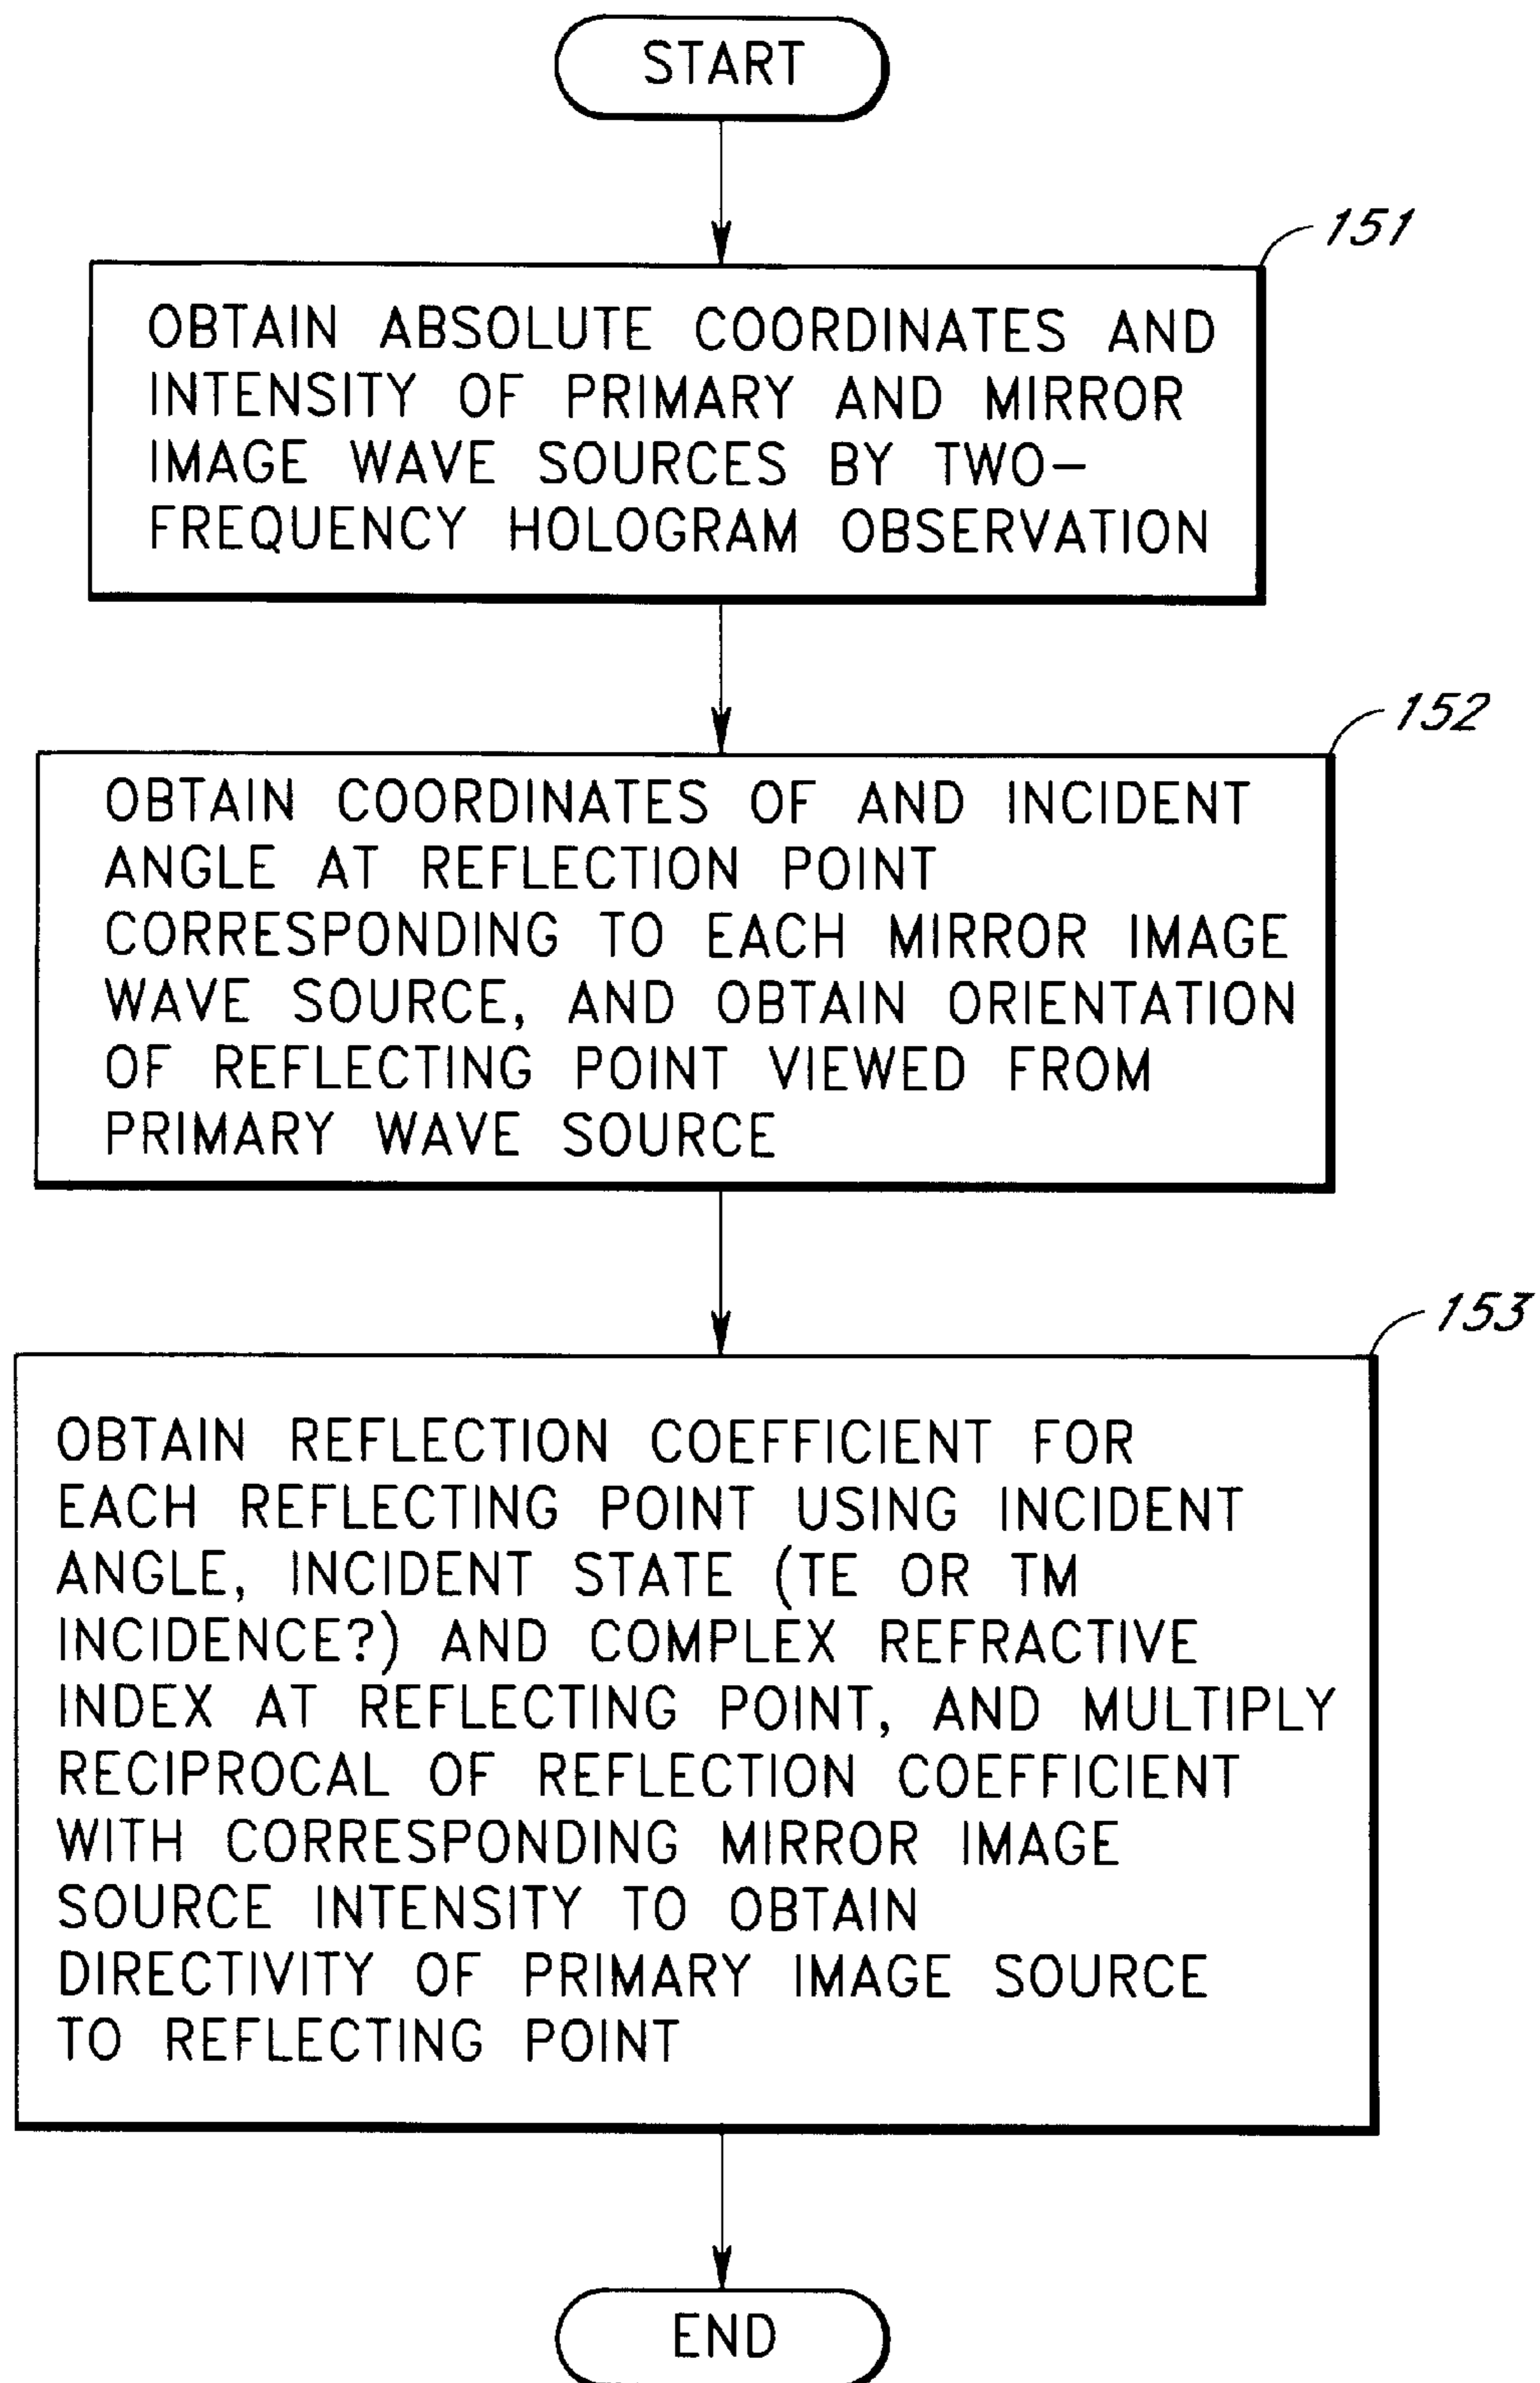 START
151
OBTAIN ABSOLUTE COORDINATES AND
INTENSITY OF PRIMARY AND MIRROR
IMAGE WAVE SOURCES BY TWO-
FREQUENCY HOLOGRAM OBSERVATION
152
OBTAIN COORDINATES OF AND INCIDENT
ANGLE AT REFLECTION POINT
CORRESPONDING TO EACH MIRROR IMAGE
WAVE SOURCE, AND OBTAIN ORIENTATION
OF REFLECTING POINT VIEWED FROM
PRIMARY WAVE SOURCE
153
OBTAIN REFLECTION COEFFICIENT FOR
EACH REFLECTING POINT USING INCIDENT
ANGLE, INCIDENT STATE (TE OR TM
INCIDENCE?) AND COMPLEX REFRACTIVE
INDEX AT REFLECTING POINT, AND MULTIPLY
RECIPROCAL OF REFLECTION COEFFICIENT
WITH CORRESPONDING MIRROR IMAGE
SOURCE INTENSITY TO OBTAIN
DIRECTIVITY OF PRIMARY IMAGE SOURCE
TO REFLECTING POINT
END